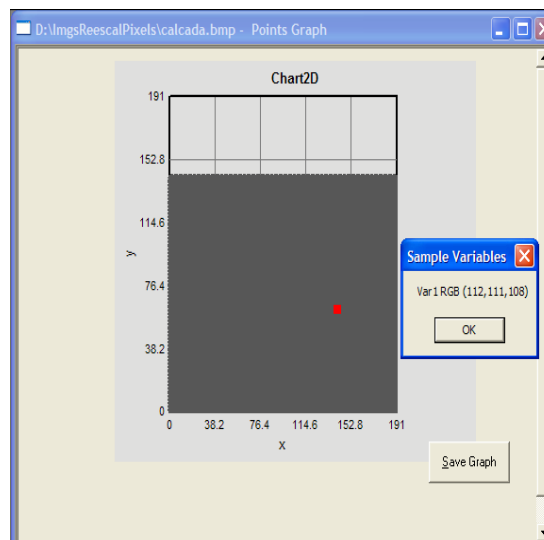 D:\ImgsReescalPixels\calcada.bmp - Points Graph
Chart2D
191
152.8
114.6
y
76.4
38.2
0
0 38.2 76.4 114.6 152.8 191
x
Sample Variables
Var1 RGB (112,111,108)
OK
Save Graph